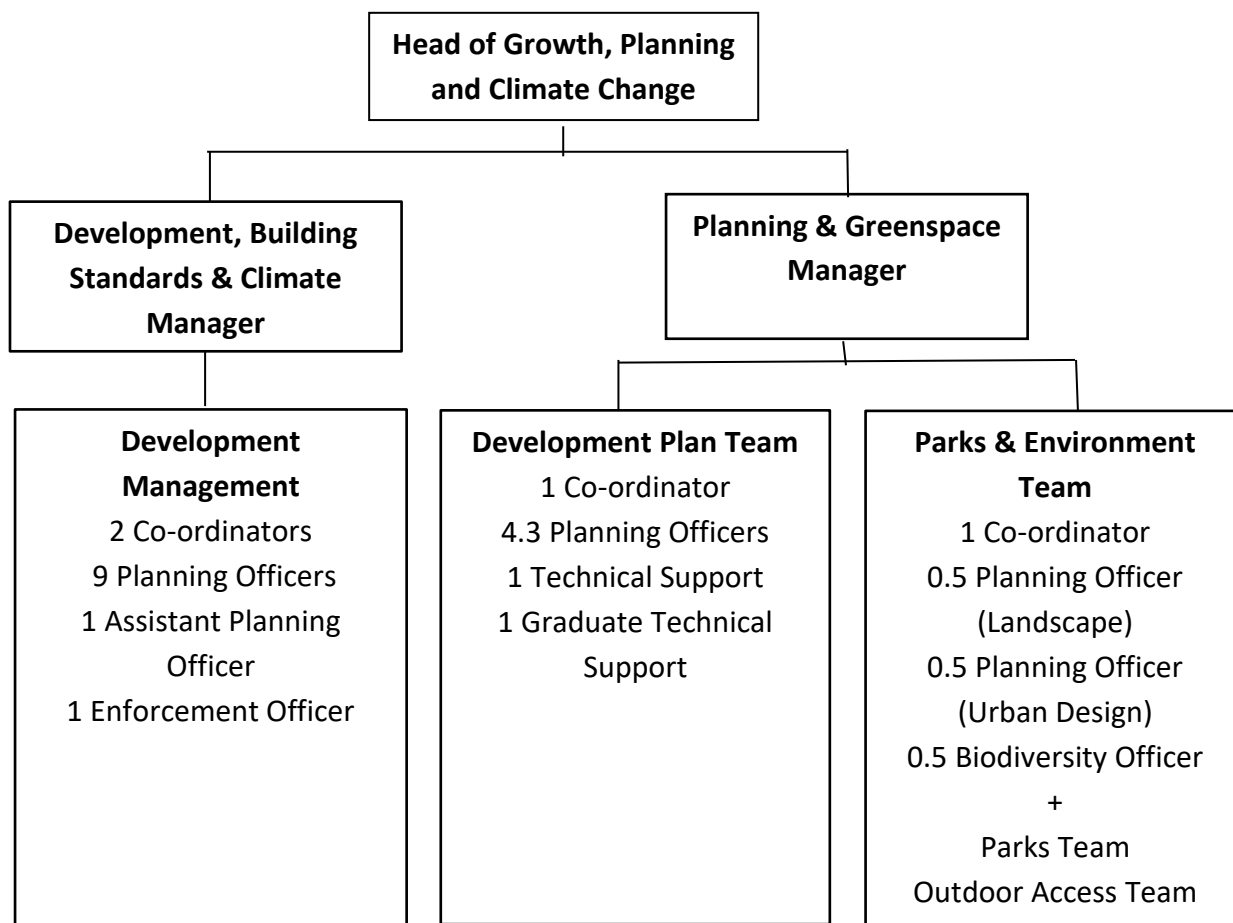 Head of Growth, Planning
and Climate Change
Development, Building
Standards & Climate
Manager
Planning & Greenspace
Manager
Development
Management
2 Co-ordinators
9 Planning Officers
1 Assistant Planning
Officer
1 Enforcement Officer
Development Plan Team
1 Co-ordinator
4.3 Planning Officers
1 Technical Support
1 Graduate Technical
Support
Parks & Environment
Team
1 Co-ordinator
0.5 Planning Officer
(Landscape)
0.5 Planning Officer
(Urban Design)
0.5 Biodiversity Officer
+
Parks Team
Outdoor Access Team